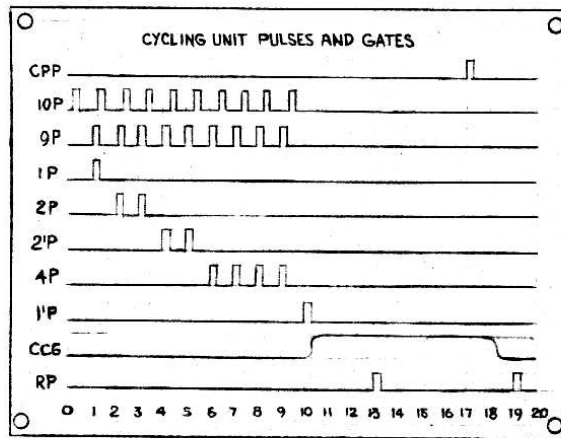 CYCLING UNIT PULSES AND GATES
CPP
10P
9P
1P
2P
2'P
4P
1'P
CCG
RP
0 1 2 3 4 5 6 7 8 9 10 11 12 13 14 15 16 17 18 19 20